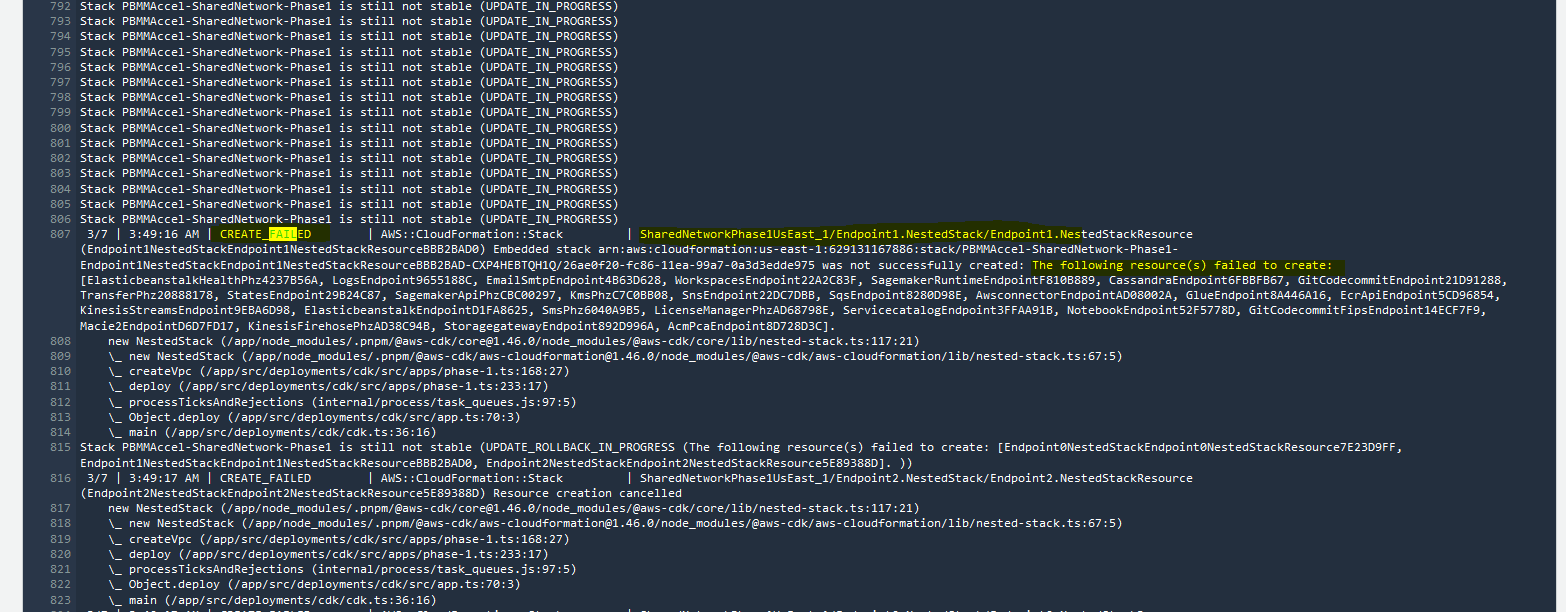 792 Stack PBMMAccel-SharedNetwork-Phase1 is still not stable (UPDATE_IN_PROGRESS)
793 Stack PBMMAccel-SharedNetwork-Phase1 is still not stable (UPDATE_IN_PROGRESS)
794 Stack PBMMAccel-SharedNetwork-Phase1 is still not stable (UPDATE_IN_PROGRESS)
795 Stack PBMMAccel-SharedNetwork-Phase1 is still not stable (UPDATE_IN_PROGRESS)
796 Stack PBMMAccel-SharedNetwork-Phase1 is still not stable (UPDATE_IN_PROGRESS)
797 Stack PBMMAccel-SharedNetwork-Phase1 is still not stable (UPDATE_IN_PROGRESS)
798 Stack PBMMAccel-SharedNetwork-Phase1 is still not stable (UPDATE_IN_PROGRESS)
799 Stack PBMMAccel-SharedNetwork-Phase1 is still not stable (UPDATE_IN_PROGRESS)
800 Stack PBMMAccel-SharedNetwork-Phase1 is still not stable (UPDATE_IN_PROGRESS)
801 Stack PBMMAccel-SharedNetwork-Phase1 is still not stable (UPDATE_IN_PROGRESS)
802 Stack PBMMAccel-SharedNetwork-Phase1 is still not stable (UPDATE_IN_PROGRESS)
803 Stack PBMMAccel-SharedNetwork-Phase1 is still not stable (UPDATE_IN_PROGRESS)
804 Stack PBMMAccel-SharedNetwork-Phase1 is still not stable (UPDATE_IN_PROGRESS)
805 Stack PBMMAccel-SharedNetwork-Phase1 is still not stable (UPDATE_IN_PROGRESS)
806 Stack PBMMAccel-SharedNetwork-Phase1 is still not stable (UPDATE_IN_PROGRESS)
807 3/7 | 3:49:16 AM | CREATE_FAILED | AWS::CloudFormation::Stack | SharedNetworkPhase1UsEast_1/Endpoint1.NestedStack/Endpoint1.NestedStackResource
(Endpoint1NestedStackEndpoint1NestedStackResourceBBB2BAD0) Embedded stack arn:aws:cloudformation:us-east-1:629131167886:stack/PBMMAccel-SharedNetwork-Phase1-
Endpoint1NestedStackEndpoint1NestedStackResourceBBB2BAD-CXP4HEBTQH1Q/26ae0f20-fc86-11ea-99a7-0a3d3edde975 was not successfully created: The following resource(s) failed to create:
[ElasticbeanstalkHealthPhz4237B56A, LogsEndpoint9655188C, EmailSmtpEndpoint4B63D628, WorkspacesEndpoint22A2C83F, SagemakerRuntimeEndpointF810B889, CassandraEndpoint6FBBFB67, GitCodecommitEndpoint21D91288,
TransferPhz20888178, StatesEndpoint29B24C87, SagemakerApiPhzCBC00297, KmsPhzC7C0BB08, SnsEndpoint22DC7DBB, SqsEndpoint8280D98E, AwsconnectorEndpointAD08002A, GlueEndpoint8A446A16, EcrApiEndpoint5CD96854,
KinesisStreamsEndpoint9EBA6D98, ElasticbeanstalkEndpointD1FA8625, SmsPhz6040A9B5, LicenseManagerPhzAD68798E, ServicecatalogEndpoint3FFAA91B, NotebookEndpoint52F5778D, GitCodecommitFipsEndpoint14ECF7F9,
Macie2EndpointD6D7FD17, KinesisFirehosePhzAD38C94B, StoragegatewayEndpoint892D996A, AcmPcaEndpoint8D728D3C].
808 new NestedStack (/app/node_modules/.pnpm/@aws-cdk/core@1.46.0/node_modules/@aws-cdk/core/lib/nested-stack.ts:117:21)
809 \_ new NestedStack (/app/node_modules/.pnpm/@aws-cdk/aws-cloudformation@1.46.0/node_modules/@aws-cdk/aws-cloudformation/lib/nested-stack.ts:67:5)
810 \_ createVpc (/app/src/deployments/cdk/src/apps/phase-1.ts:168:27)
811 \_ deploy (/app/src/deployments/cdk/src/apps/phase-1.ts:233:17)
812 \_ processTicksAndRejections (internal/process/task_queues.js:97:5)
813 \_ Object.deploy (/app/src/deployments/cdk/src/app.ts:70:3)
814 \_ main (/app/src/deployments/cdk/cdk.ts:36:16)
815 Stack PBMMAccel-SharedNetwork-Phase1 is still not stable (UPDATE_ROLLBACK_IN_PROGRESS (The following resource(s) failed to create: [Endpoint0NestedStackEndpoint0NestedStackResource7E23D9FF,
Endpoint1NestedStackEndpoint1NestedStackResourceBBB2BAD0, Endpoint2NestedStackEndpoint2NestedStackResource5E89388D]. ))
816 3/7 | 3:49:17 AM | CREATE_FAILED | AWS::CloudFormation::Stack | SharedNetworkPhase1UsEast_1/Endpoint2.NestedStack/Endpoint2.NestedStackResource
(Endpoint2NestedStackEndpoint2NestedStackResource5E89388D) Resource creation cancelled
817 new NestedStack (/app/node_modules/.pnpm/@aws-cdk/core@1.46.0/node_modules/@aws-cdk/core/lib/nested-stack.ts:117:21)
818 \_ new NestedStack (/app/node_modules/.pnpm/@aws-cdk/aws-cloudformation@1.46.0/node_modules/@aws-cdk/aws-cloudformation/lib/nested-stack.ts:67:5)
819 \_ createVpc (/app/src/deployments/cdk/src/apps/phase-1.ts:168:27)
820 \_ deploy (/app/src/deployments/cdk/src/apps/phase-1.ts:233:17)
821 \_ processTicksAndRejections (internal/process/task_queues.js:97:5)
822 \_ Object.deploy (/app/src/deployments/cdk/src/app.ts:70:3)
823 \_ main (/app/src/deployments/cdk/cdk.ts:36:16)